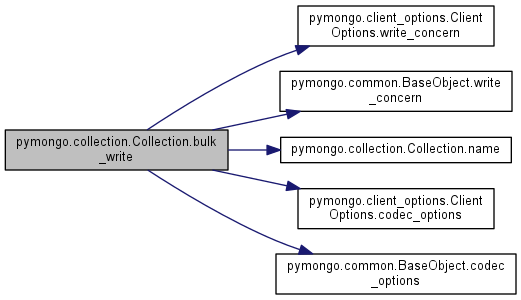 pymongo.client_options.Client
Options.write_concern
pymongo.common.BaseObject.write
_concern
pymongo.collection.Collection.bulk
_write
pymongo.collection.Collection.name
pymongo.client_options.Client
Options.codec_options
pymongo.common.BaseObject.codec
_options